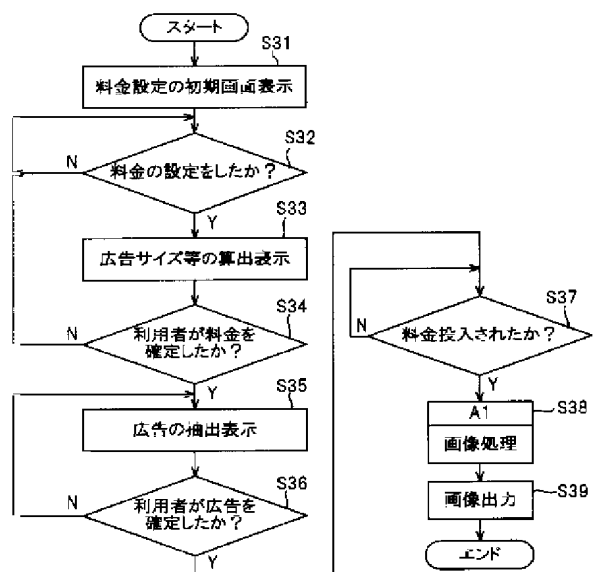 スタート
S31
料金設定の初期画面表示
S32
料金の設定をしたか？
N
Y
S33
広告サイズ等の算出表示
S34
利用者が料金を
確定したか？
N
Y
S35
広告の抽出表示
S36
利用者が広告を
確定したか？
N
Y
S37
料金投入されたか？
N
Y
S38
A1
画像処理
S39
画像出力
エンド